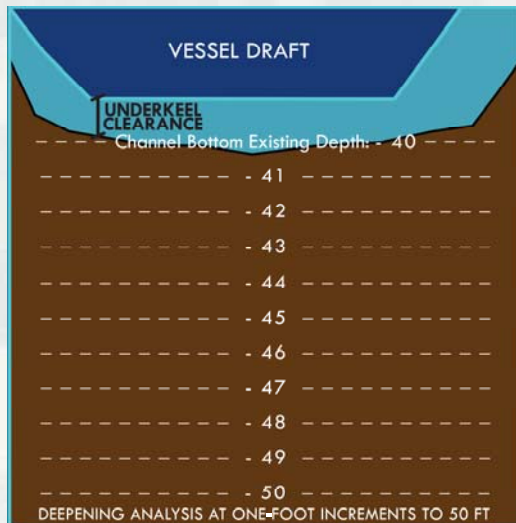 VESSEL DRAFT
UNDERKEEL
CLEARANCE
Channel Bottom Existing Depth: - 40
- 41
- 42
- 43
- 44
- 45
- 46
- 47
- 48
- 49
- 50
DEEPENING ANALYSIS AT ONE-FOOT INCREMENTS TO 50 FT